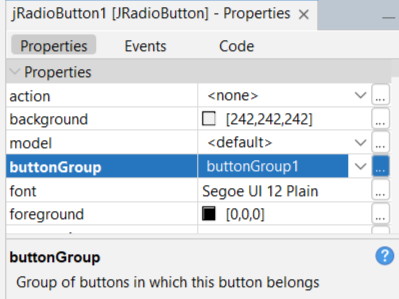 jRadioButton1 [JRadioButton] - Properties
Properties Events Code
Properties
action <none> ...
background [242,242,242] ...
model <default> ...
buttonGroup buttonGroup1 ...
font Segoe UI 12 Plain ...
foreground [0,0,0] ...
buttonGroup ?
Group of buttons in which this button belongs